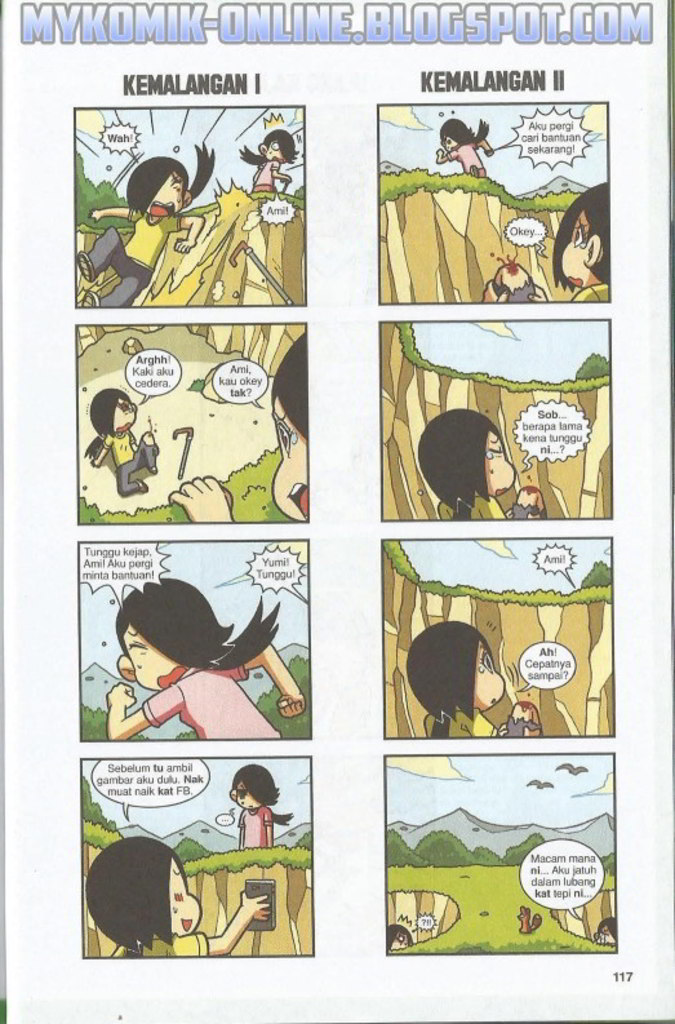 MYKOMIK-ONLINE.BLOGSPOT.COM
KEMALANGAN I
Wah!
Ami!
Arghh!
Kaki aku
cedera.
Ami,
kau okey
tak?
Tunggu kejap,
Ami! Aku pergi
minta bantuan!
Yumi!
Tunggu!
Sebelum tu ambil
gambar aku dulu. Nak
muat naik kat FB.
...
KEMALANGAN II
Aku pergi
cari bantuan
sekarang!
Okey...
Sob...
berapa lama
kena tunggu
ni...?
Ami!
Ah!
Cepatnya
sampai?
Macam mana
ni... Aku jatuh
dalam lubang
kat tepi ni...
?!!
117